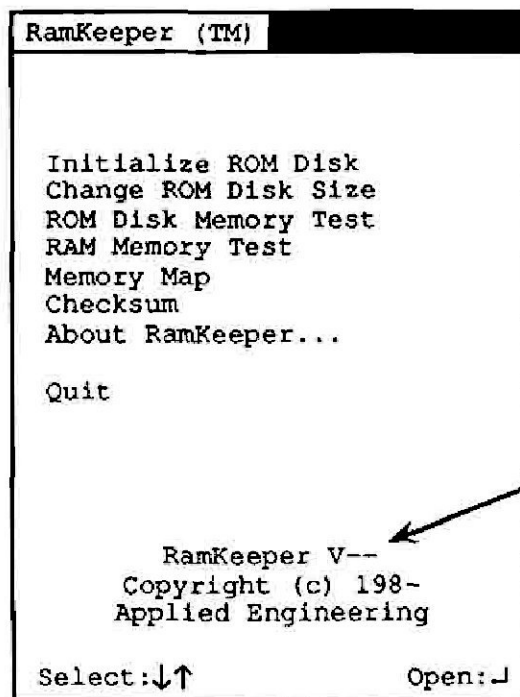 RamKeeper (TM)
Initialize ROM Disk
Change ROM Disk Size
ROM Disk Memory Test
RAM Memory Test
Memory Map
Checksum
About RamKeeper...
Quit
RamKeeper V--
Copyright (c) 198-
Applied Engineering
Select:↓↑ Open:↵